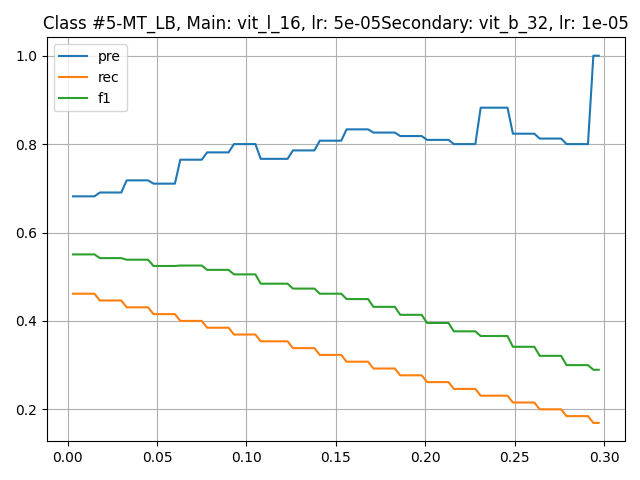 Class #5-MT_LB, Main: vit_l_16, lr: 5e-05Secondary: vit_b_32, lr: 1e-05
pre
rec
f1
1.0
0.8
0.6
0.4
0.2
0.00 0.05 0.10 0.15 0.20 0.25 0.30